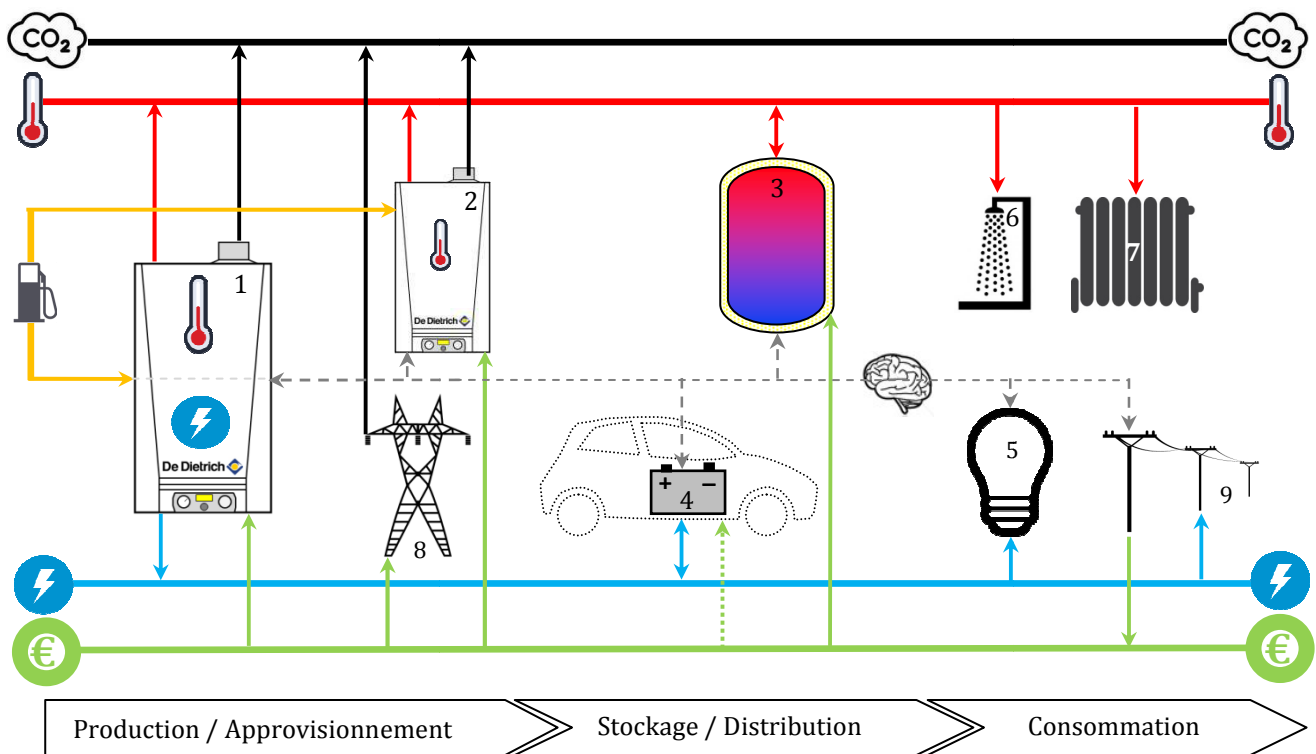 CO2
CO2
2
3
6
1
7
De Dietrich
De Dietrich
5
+ −
4
9
8
€
€
Production / Approvisionnement
Stockage / Distribution
Consommation